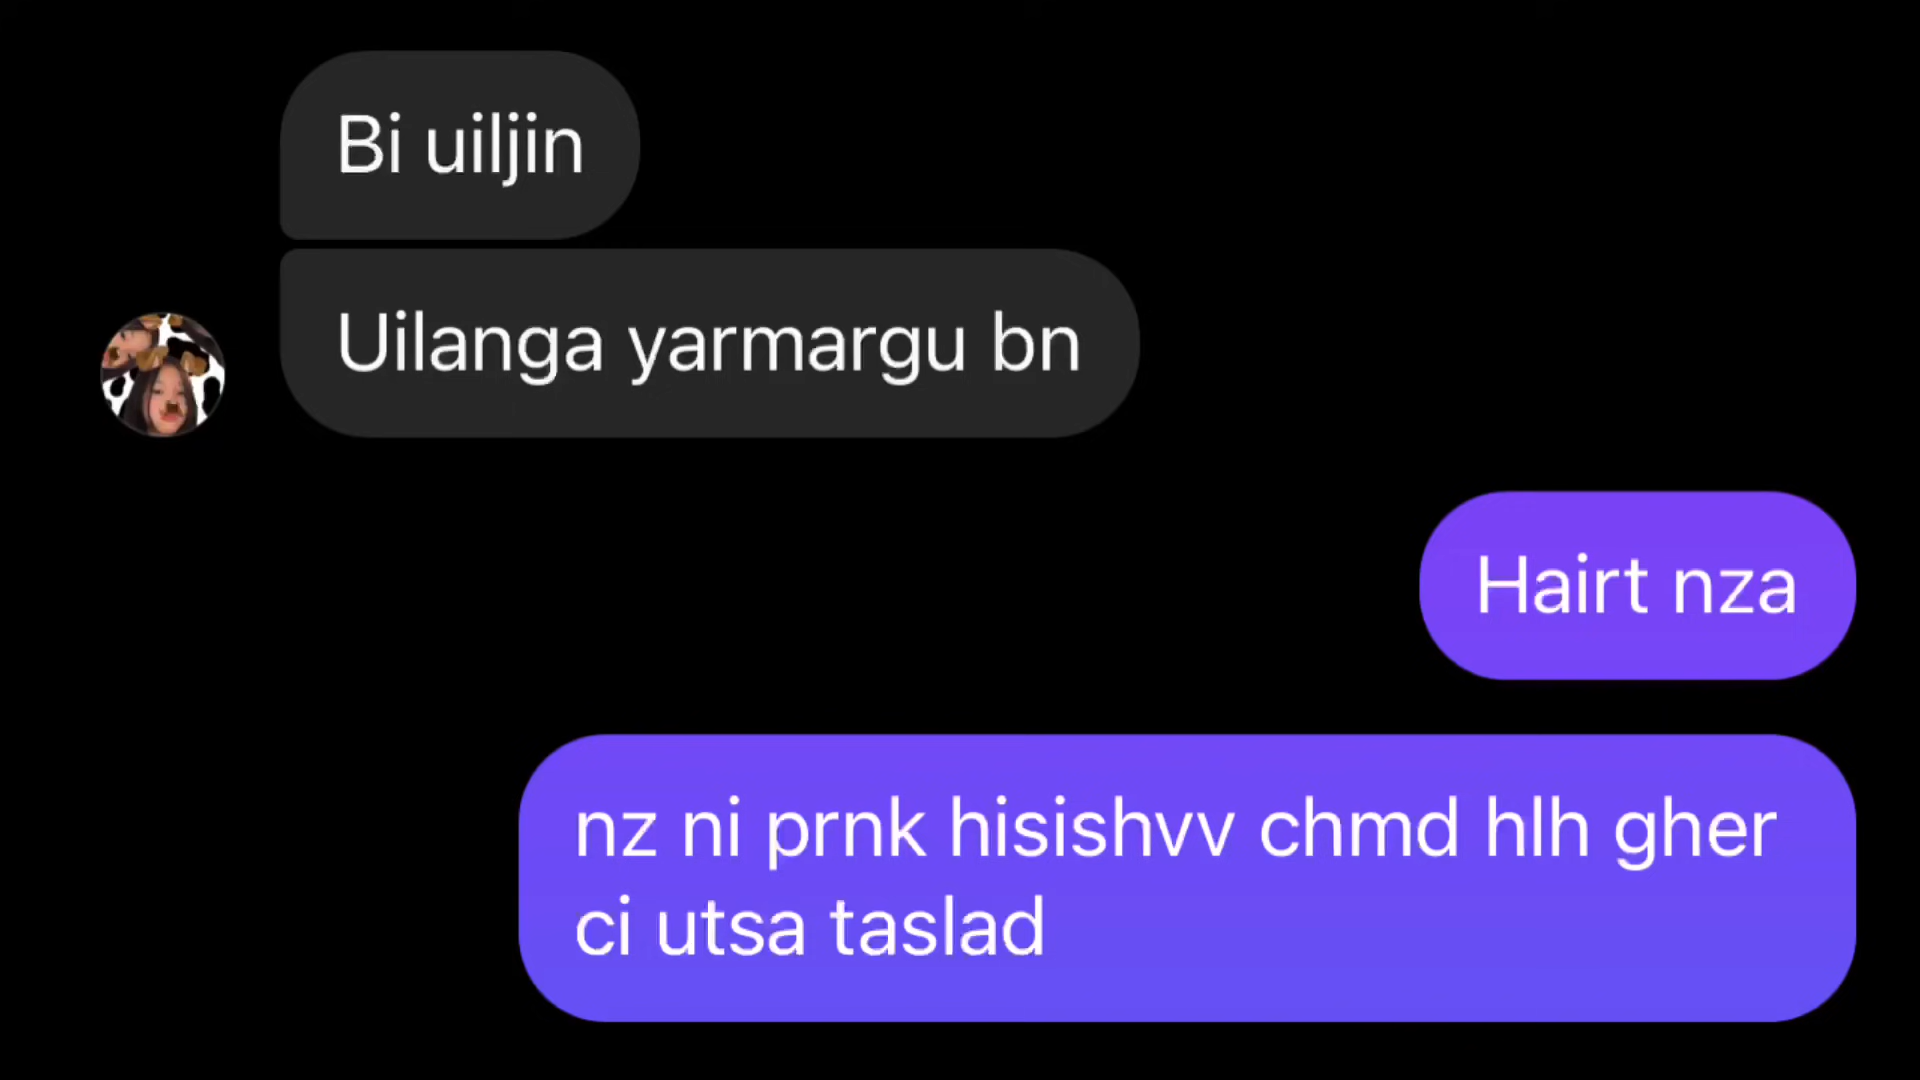 Bi uiljin
Uilanga yarmargu bn
Hairt nza
nz ni prnk hisishvv chmd hlh gher
ci utsa taslad